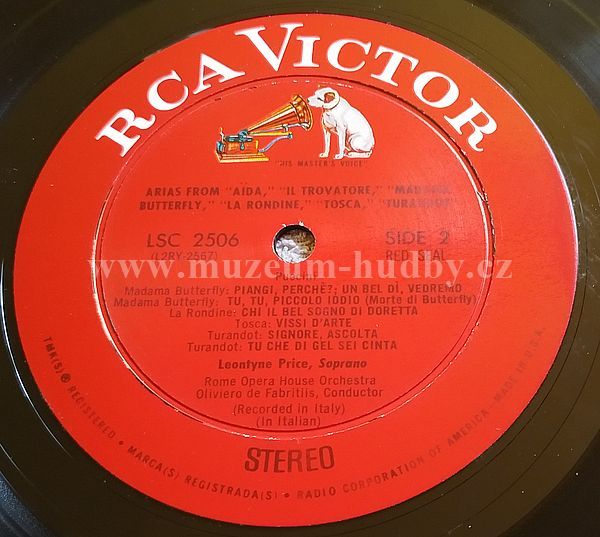 RCA VICTOR
"HIS MASTER'S VOICE"
ARIAS FROM "AÏDA," "IL TROVATORE," "MADAMA
BUTTERFLY," "LA RONDINE," "TOSCA," "TURANDOT"
LSC 2506 SIDE 2
(L2RY-2567) RED SEAL
www.muzeum-hudby.cz
Puccini
Madama Butterfly: PIANGI, PERCHÈ?; UN BEL DÌ, VEDREMO
Madama Butterfly: TU, TU, PICCOLO IDDIO (Morte di Butterfly)
La Rondine: CHI IL BEL SOGNO DI DORETTA
Tosca: VISSI D'ARTE
Turandot: SIGNORE, ASCOLTA
Turandot: TU CHE DI GEL SEI CINTA
Leontyne Price, Soprano
Rome Opera House Orchestra
Oliviero de Fabritiis, Conductor
(Recorded in Italy)
(In Italian)
STEREO
TMK(S) ® REGISTERED • MARCA(S) REGISTRADA(S) • RADIO CORPORATION OF AMERICA - MADE IN U.S.A.